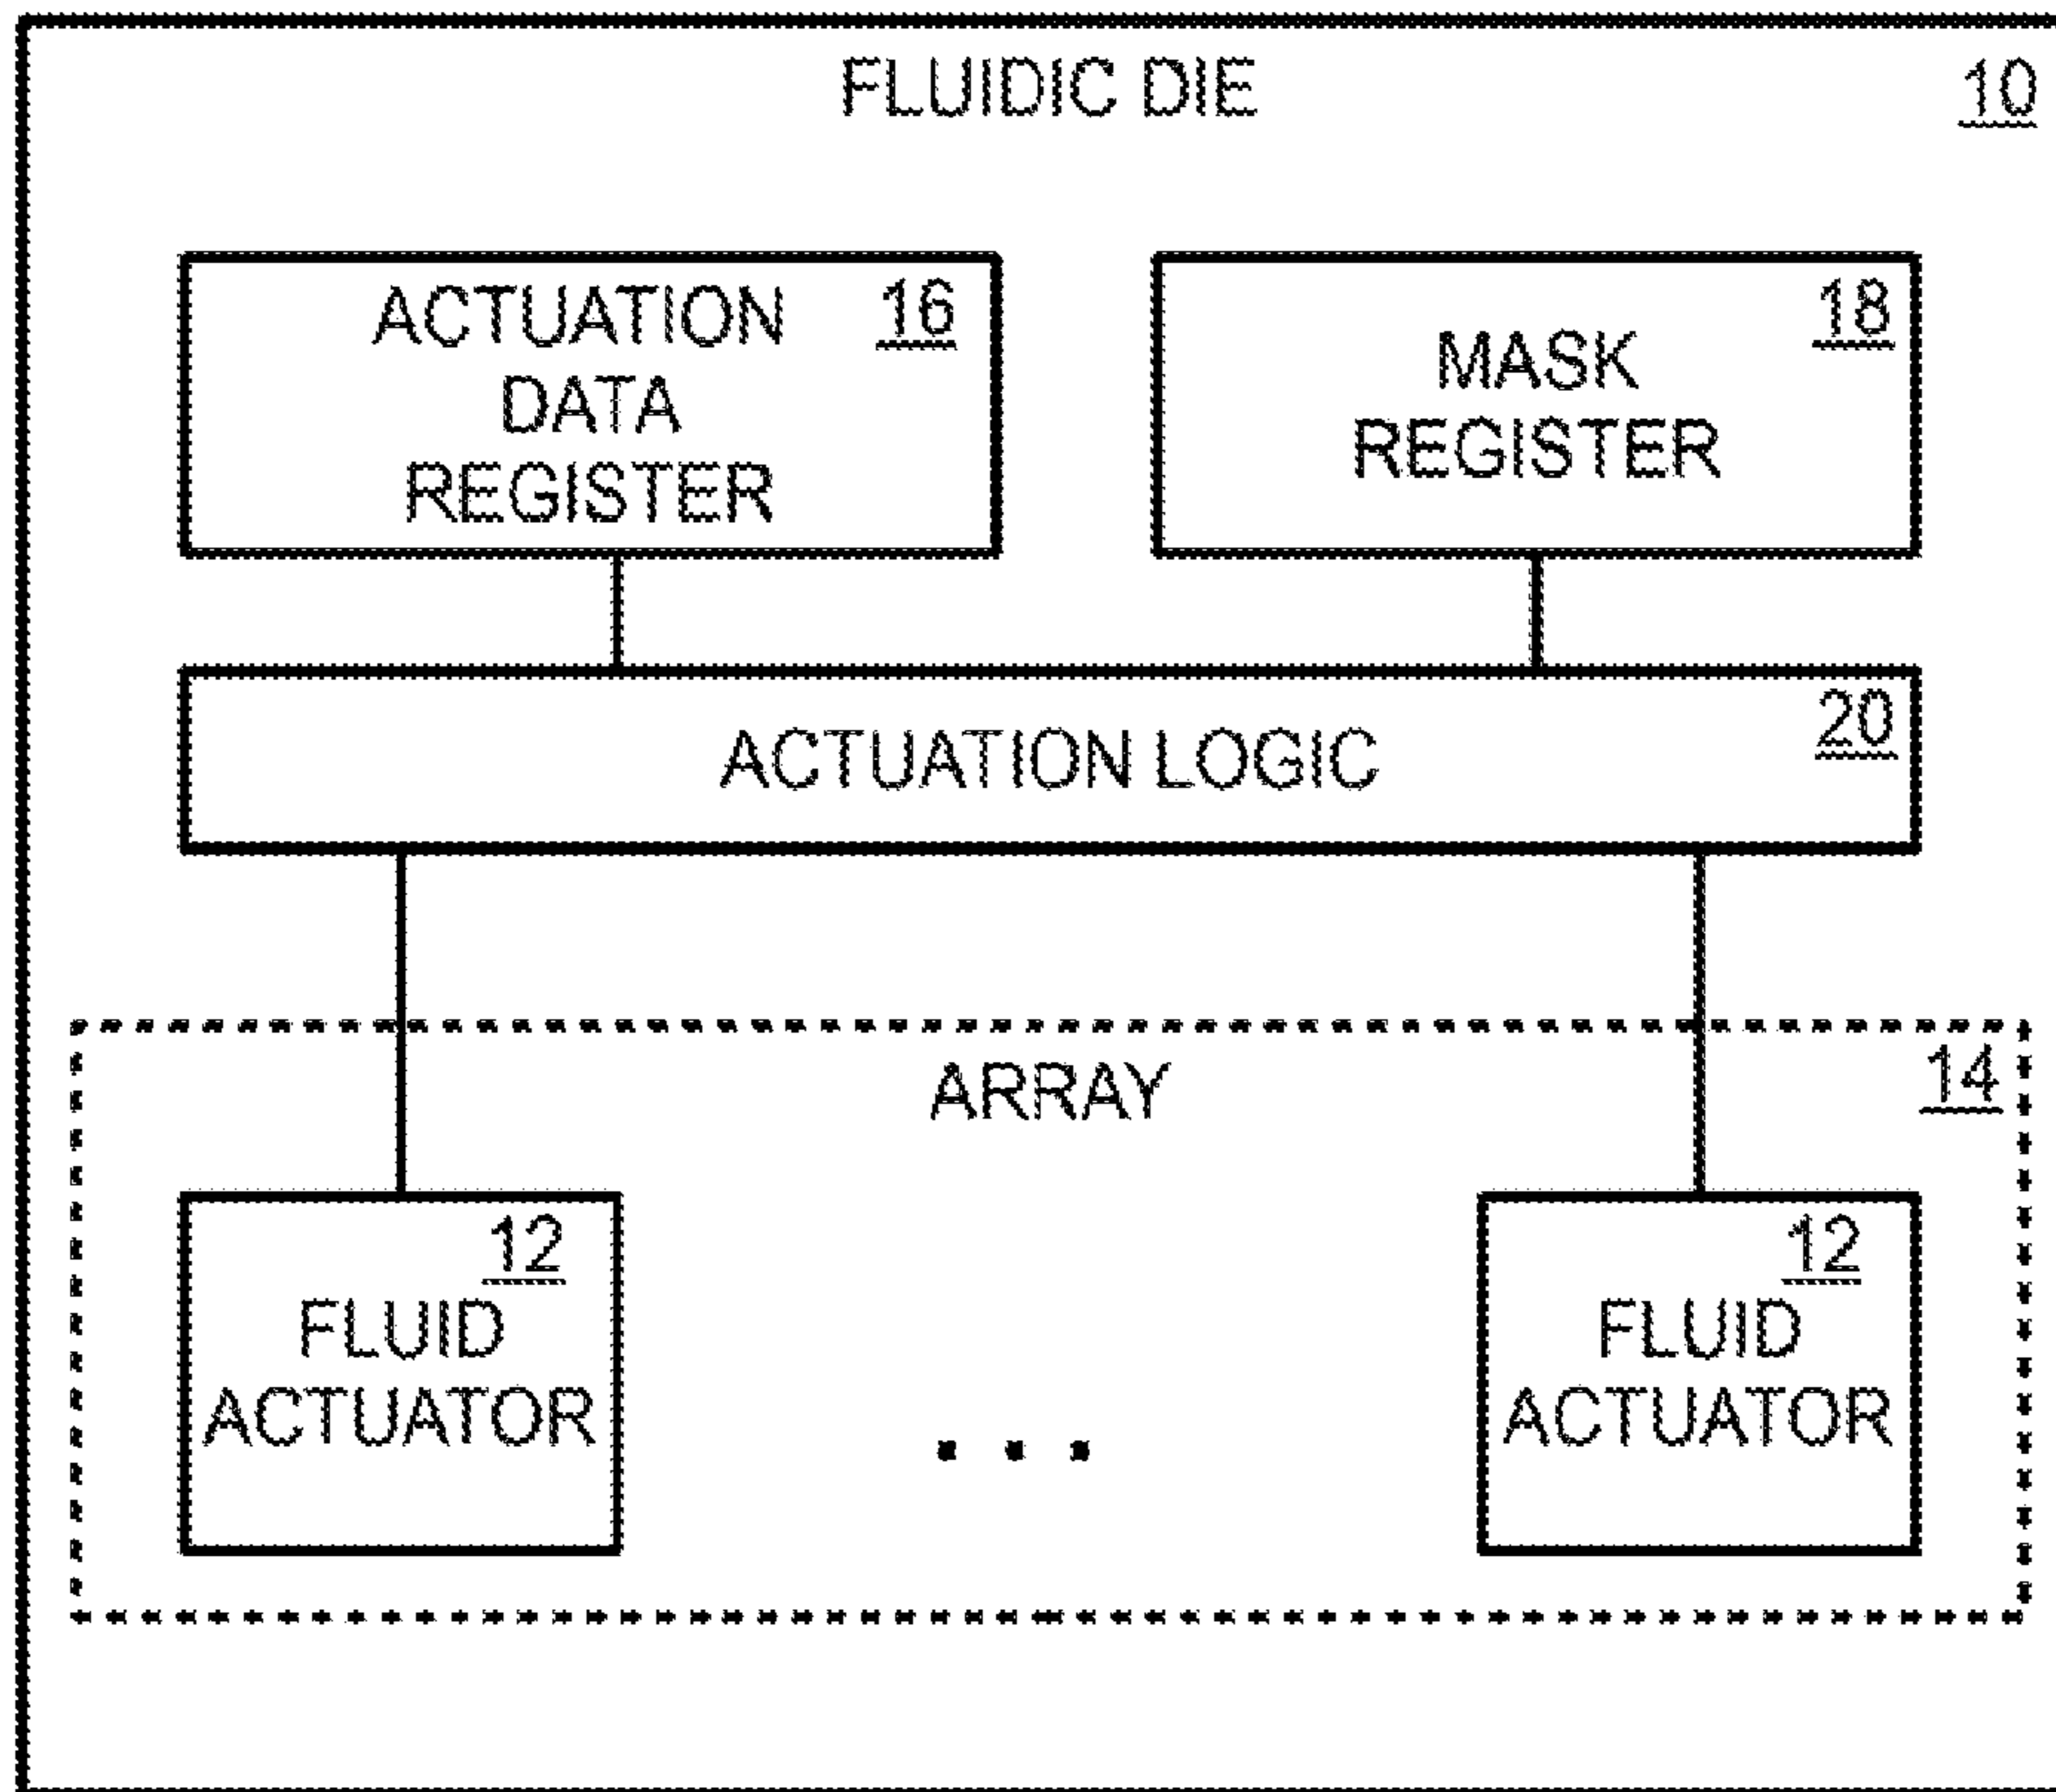 FLUIDIC DIE
10
ACTUATION 16
DATA
REGISTER
18
MASK
REGISTER
20
ACTUATION LOGIC
14
ARRAY
12
FLUID
ACTUATOR
. . .
12
FLUID
ACTUATOR